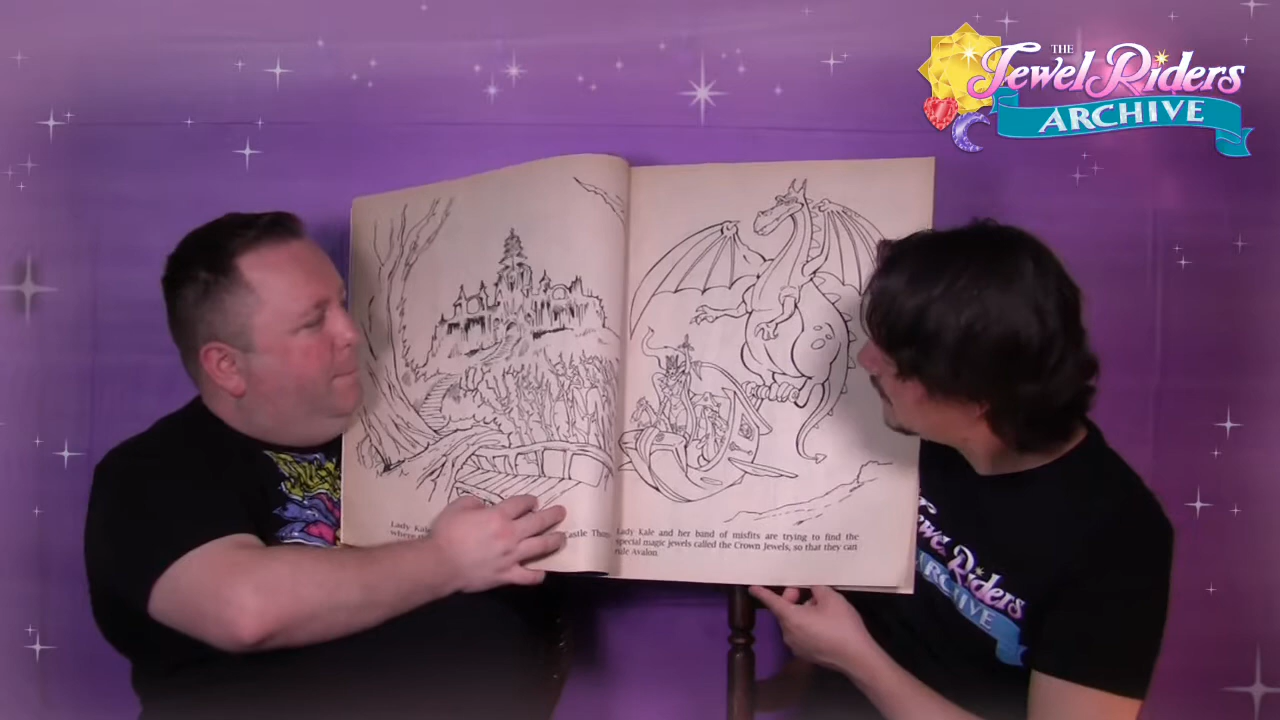 THE
Jewel Riders
ARCHIVE
Lady Kale
where
Castle Thorn
Lady Kale and her band of misfits are trying to find the
special magic jewels called the Crown Jewels, so that they can
rule Avalon.
Jewel Riders
ARCHIVE